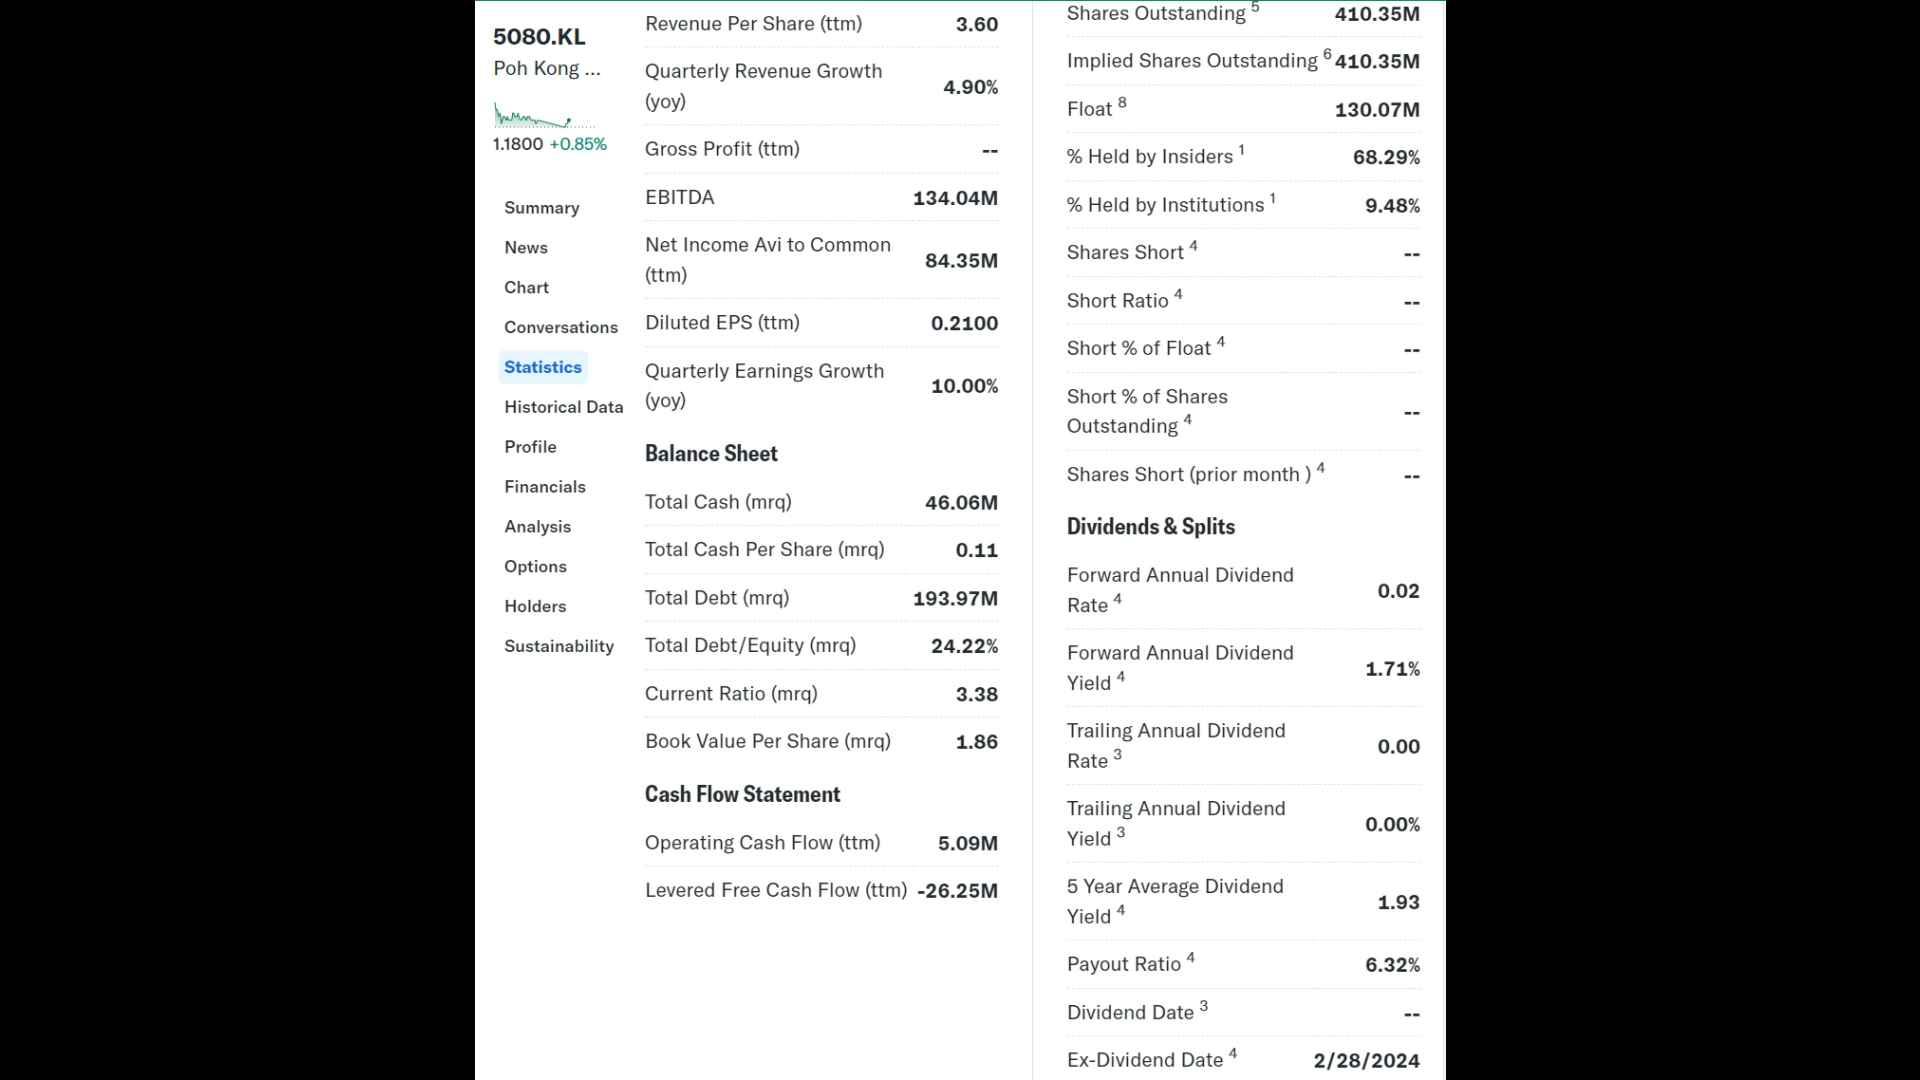 5080.KL
Poh Kong ...
1.1800 +0.85%
Summary
News
Chart
Conversations
Statistics
Historical Data
Profile
Financials
Analysis
Options
Holders
Sustainability
Revenue Per Share (ttm) 3.60
Quarterly Revenue Growth
(yoy) 4.90%
Gross Profit (ttm) --
EBITDA 134.04M
Net Income Avi to Common
(ttm) 84.35M
Diluted EPS (ttm) 0.2100
Quarterly Earnings Growth
(yoy) 10.00%
Balance Sheet
Total Cash (mrq) 46.06M
Total Cash Per Share (mrq) 0.11
Total Debt (mrq) 193.97M
Total Debt/Equity (mrq) 24.22%
Current Ratio (mrq) 3.38
Book Value Per Share (mrq) 1.86
Cash Flow Statement
Operating Cash Flow (ttm) 5.09M
Levered Free Cash Flow (ttm) -26.25M
Shares Outstanding 5 410.35M
Implied Shares Outstanding 6 410.35M
Float 8 130.07M
% Held by Insiders 1 68.29%
% Held by Institutions 1 9.48%
Shares Short 4 --
Short Ratio 4 --
Short % of Float 4 --
Short % of Shares
Outstanding 4 --
Shares Short (prior month ) 4 --
Dividends & Splits
Forward Annual Dividend
Rate 4 0.02
Forward Annual Dividend
Yield 4 1.71%
Trailing Annual Dividend
Rate 3 0.00
Trailing Annual Dividend
Yield 3 0.00%
5 Year Average Dividend
Yield 4 1.93
Payout Ratio 4 6.32%
Dividend Date 3 --
Ex-Dividend Date 4 2/28/2024